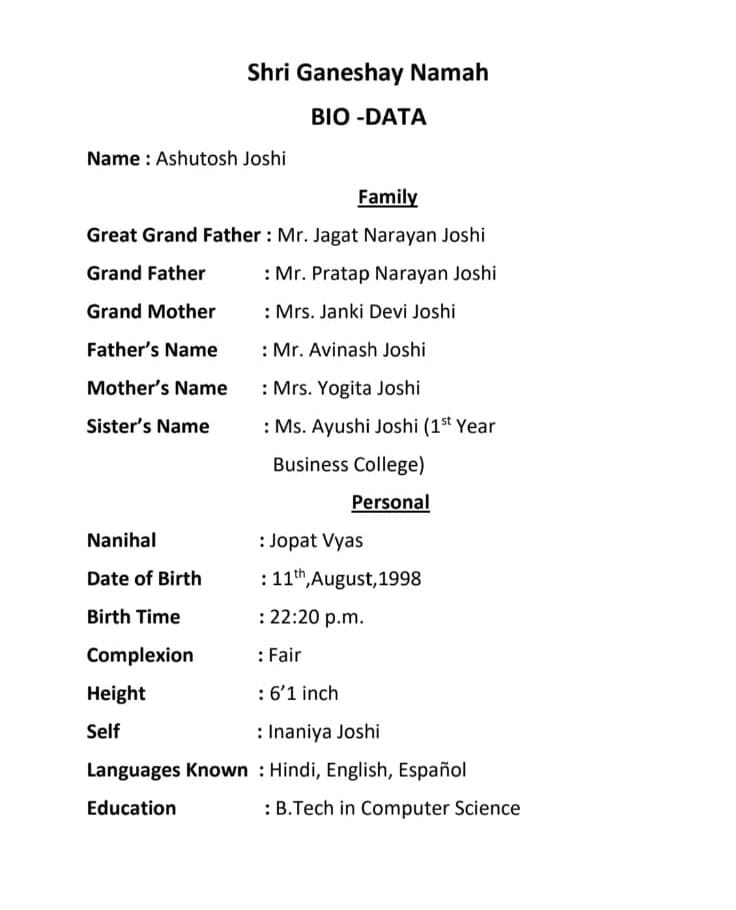 Shri Ganeshay Namah
BIO -DATA
Name : Ashutosh Joshi
Family
Great Grand Father : Mr. Jagat Narayan Joshi
Grand Father : Mr. Pratap Narayan Joshi
Grand Mother : Mrs. Janki Devi Joshi
Father’s Name : Mr. Avinash Joshi
Mother’s Name : Mrs. Yogita Joshi
Sister’s Name : Ms. Ayushi Joshi (1st Year
Business College)
Personal
Nanihal : Jopat Vyas
Date of Birth : 11th,August,1998
Birth Time : 22:20 p.m.
Complexion : Fair
Height : 6’1 inch
Self : Inaniya Joshi
Languages Known : Hindi, English, Español
Education : B.Tech in Computer Science